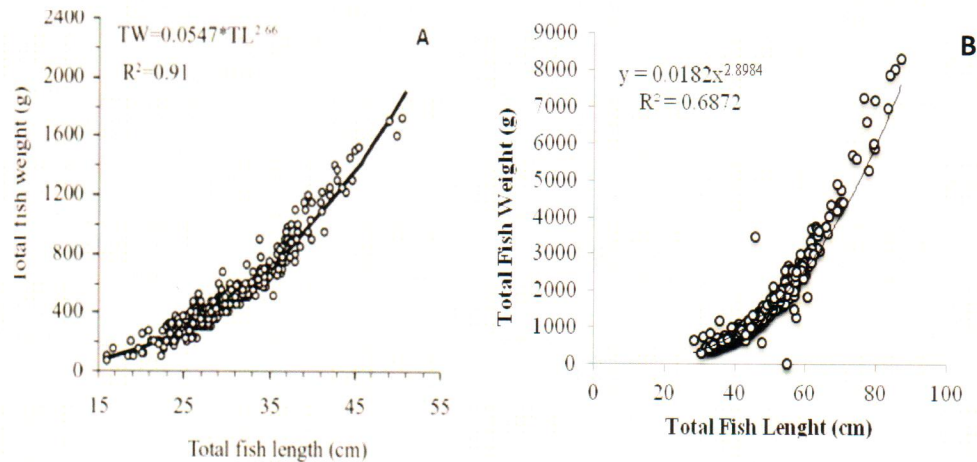 A
TW=0.0547*TL^2.66
R²=0.91
Total fish weight (g)
2400
2000
1600
1200
800
400
0
15 25 35 45 55
Total fish length (cm)
B
y = 0.0182x^2.8984
R² = 0.6872
Total Fish Weight (g)
9000
8000
7000
6000
5000
4000
3000
2000
1000
0
0 20 40 60 80 100
Total Fish Lenght (cm)